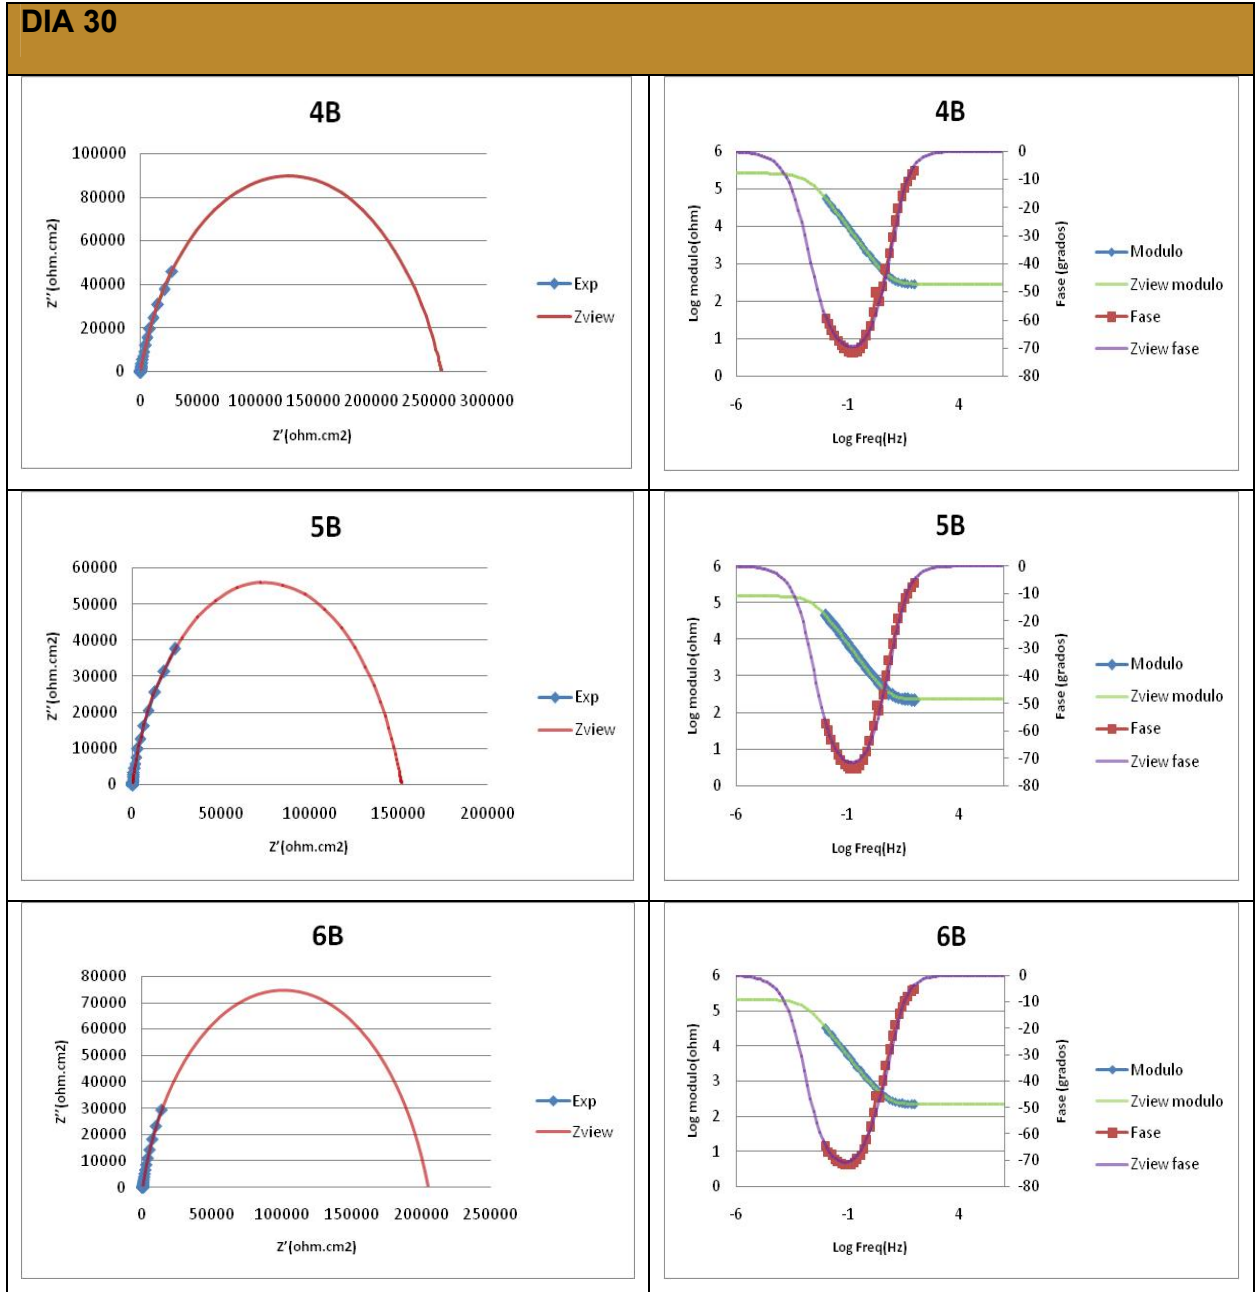 DIA 30
4B
100000
80000
60000
40000
20000
0
0 50000 100000 150000 200000 250000 300000
Z''(ohm.cm2)
Z'(ohm.cm2)
Exp
Zview
4B
6
5
4
3
2
1
0
0
-10
-20
-30
-40
-50
-60
-70
-80
-6 -1 4
Log modulo(ohm)
Fase (grados)
Log Freq(Hz)
Modulo
Zview modulo
Fase
Zview fase
5B
60000
50000
40000
30000
20000
10000
0
0 50000 100000 150000 200000
Z''(ohm.cm2)
Z'(ohm.cm2)
Exp
Zview
5B
6
5
4
3
2
1
0
0
-10
-20
-30
-40
-50
-60
-70
-80
-6 -1 4
Log modulo(ohm)
Fase (grados)
Log Freq(Hz)
Modulo
Zview modulo
Fase
Zview fase
6B
80000
70000
60000
50000
40000
30000
20000
10000
0
0 50000 100000 150000 200000 250000
Z''(ohm.cm2)
Z'(ohm.cm2)
Exp
Zview
6B
6
5
4
3
2
1
0
0
-10
-20
-30
-40
-50
-60
-70
-80
-6 -1 4
Log modulo(ohm)
Fase (grados)
Log Freq(Hz)
Modulo
Zview modulo
Fase
Zview fase